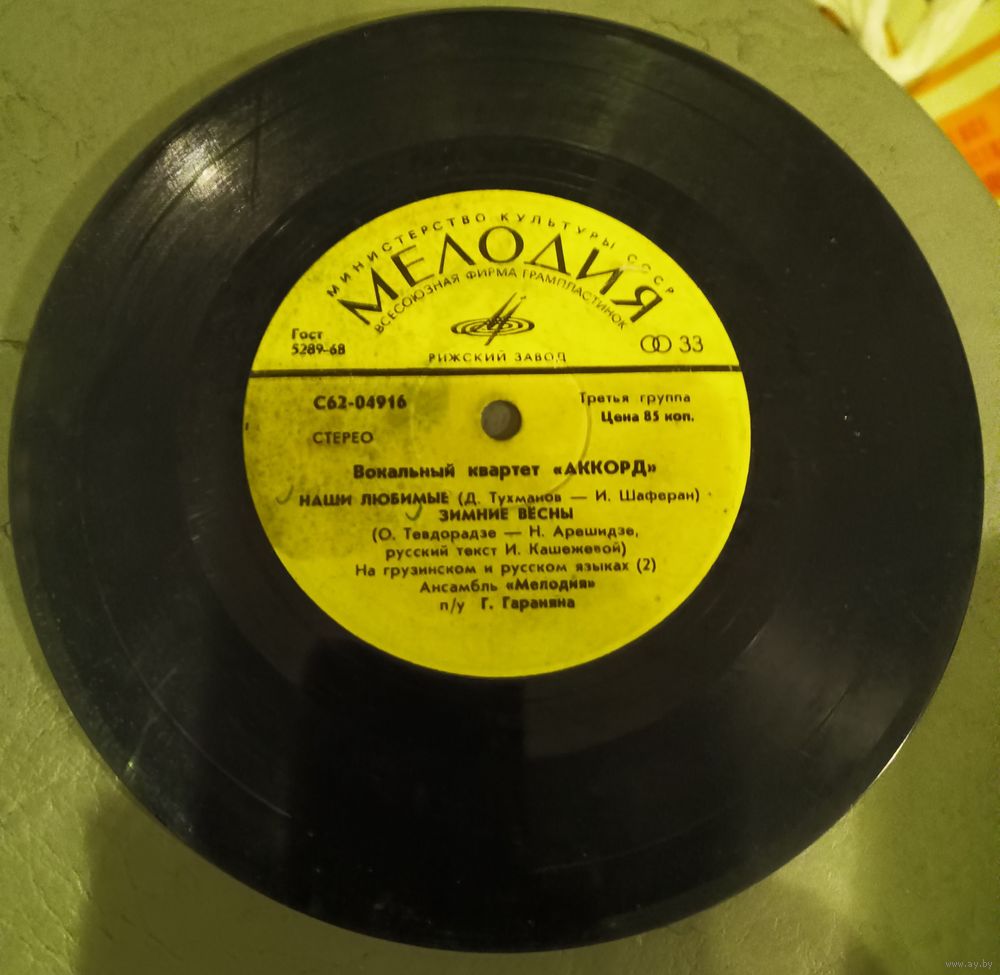 МИНИСТЕРСТВО КУЛЬТУРЫ СССР
МЕЛОДИЯ
ВСЕСОЮЗНАЯ ФИРМА ГРАМПЛАСТИНОК
Гост
5289-68
33
РИЖСКИЙ ЗАВОД
С62-04916
Третья группа
Цена 85 коп.
СТЕРЕО
Вокальный квартет «АККОРД»
НАШИ ЛЮБИМЫЕ (Д. Тухманов — И. Шаферан)
ЗИМНИЕ ВЕСНЫ
(О. Тевдорадзе — Н. Арешидзе,
русский текст И. Кашежевой)
На грузинском и русском языках (2)
Ансамбль «Мелодия»
п/у Г. Гараняна
www.ay.by